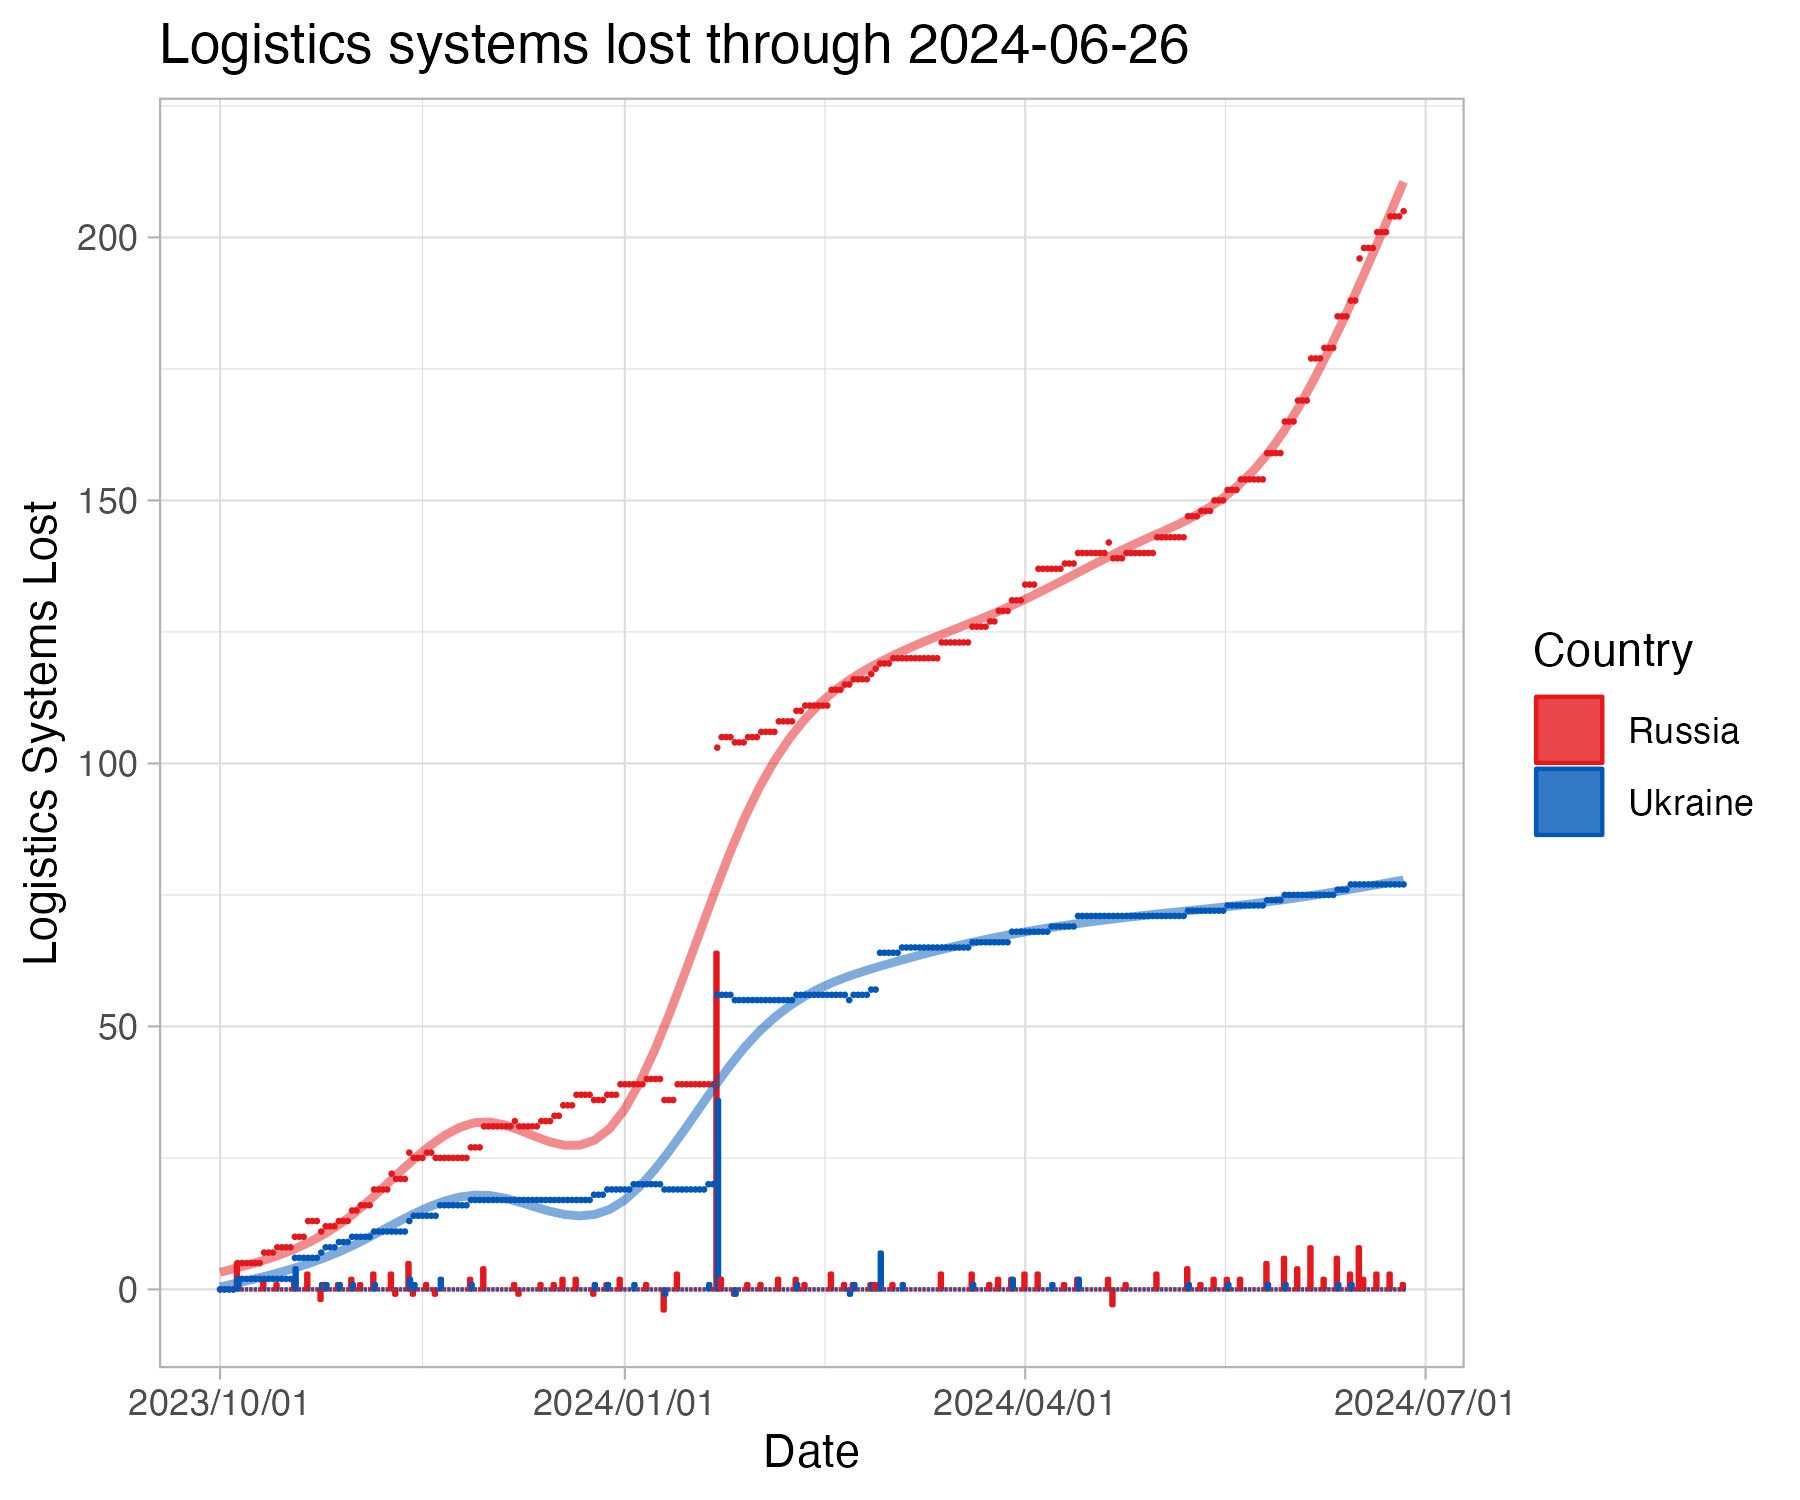 Logistics systems lost through 2024-06-26
Logistics Systems Lost
200
150
100
50
0
2023/10/01
2024/01/01
2024/04/01
2024/07/01
Date
Country
Russia
Ukraine